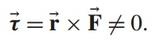 τ⃗ = r⃗ × F⃗ ≠ 0.